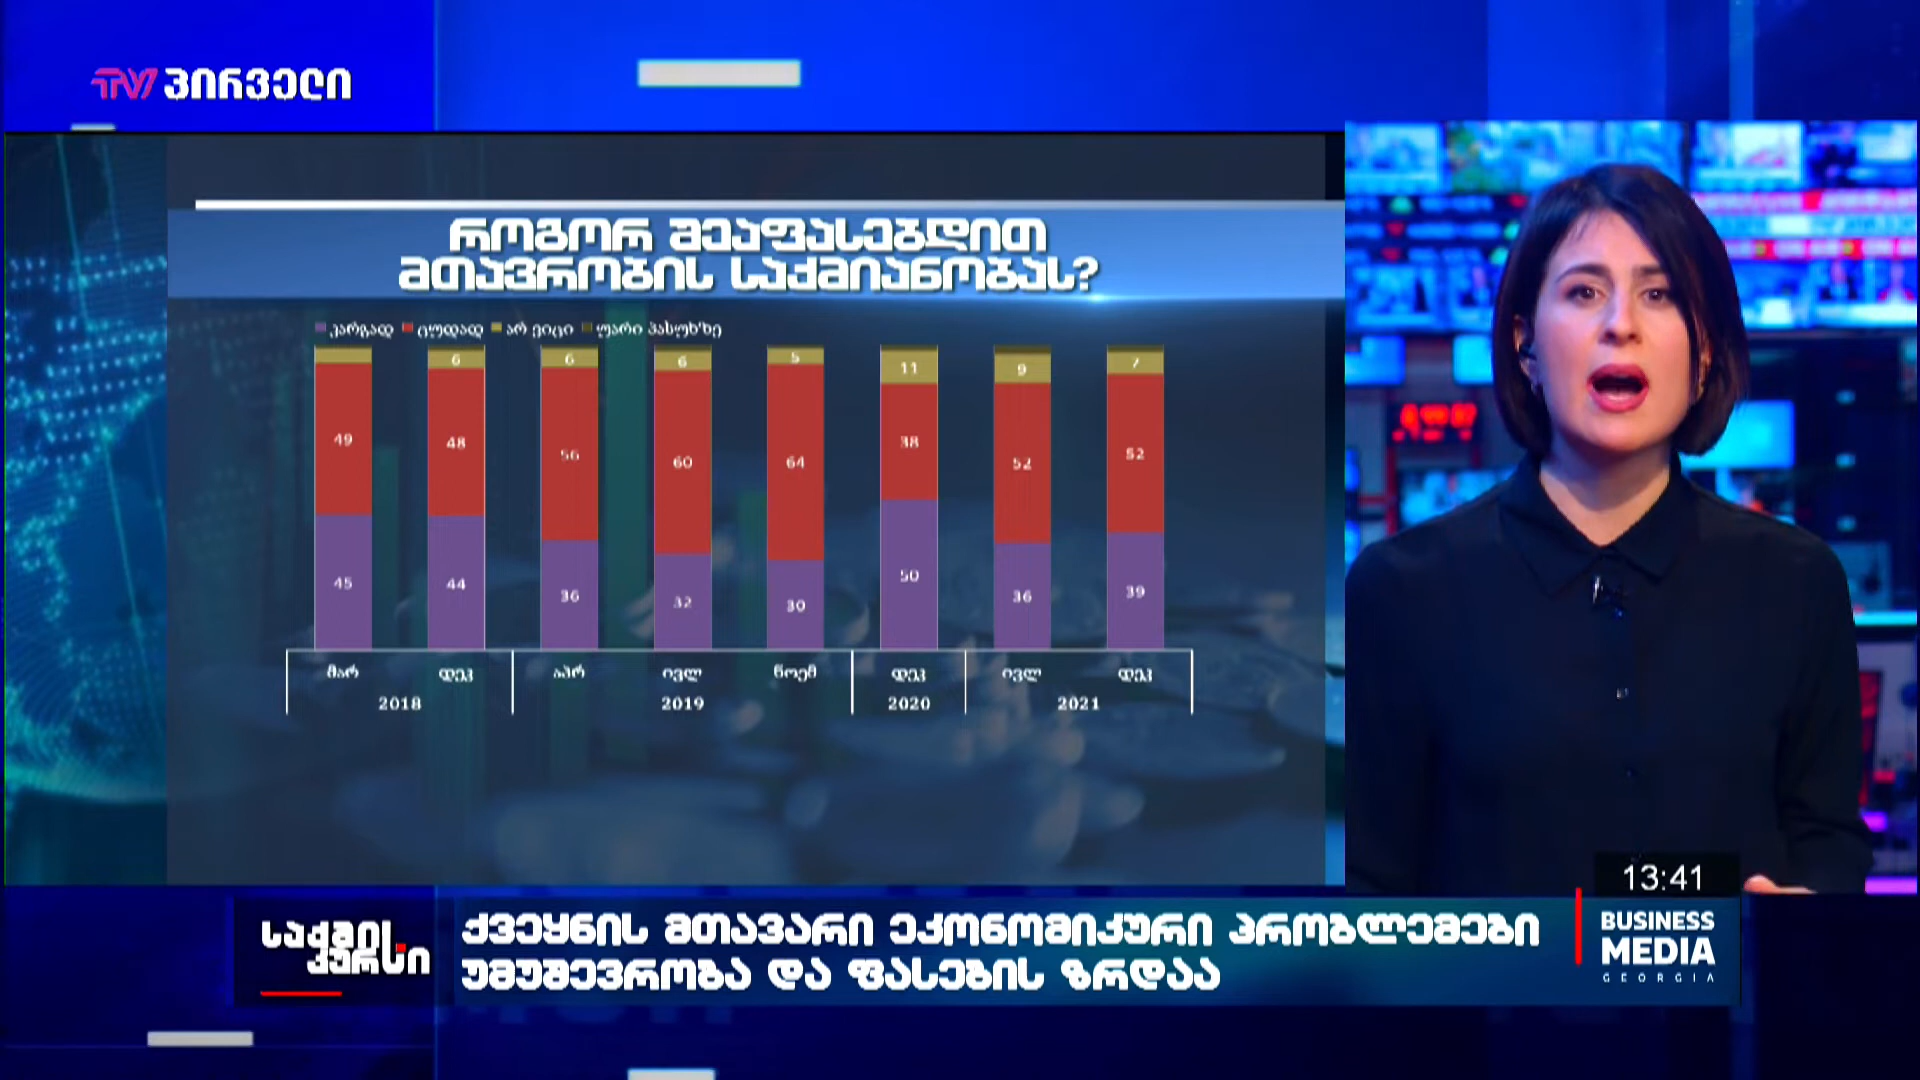 TV პირველი
როგორ შეაფასებდით
მთავრობის საქმიანობას?
კარგად ცუდად არ ვიცი უარი პასუხზე
6 6 6 5 11 9 7
49 48 56 60 64 38 52 52
45 44 36 32 30 50 36 39
მარ დეკ აპრ ივლ ნოემ დეკ ივლ დეკ
2018 2019 2020 2021
13:41
საქმის
კურსი
ქვეყნის მთავარი ეკონომიკური პრობლემები
უმუშევრობა და ფასების ზრდაა
BUSINESS
MEDIA
GEORGIA